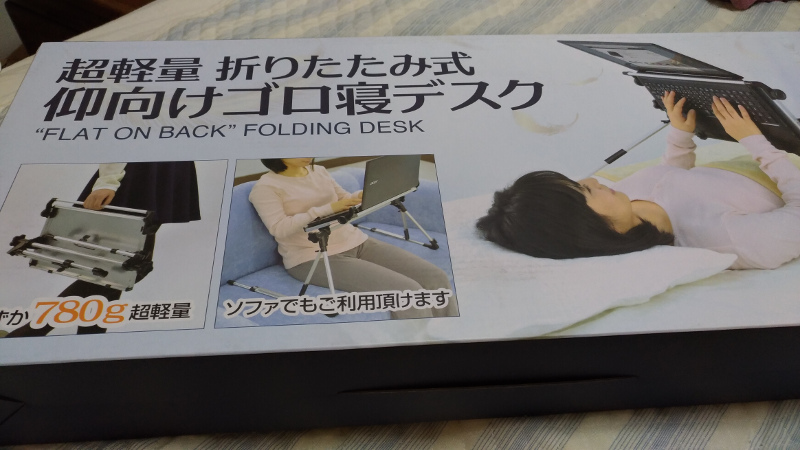 超軽量 折りたたみ式
仰向けゴロ寝デスク
"FLAT ON BACK" FOLDING DESK
ずか780g超軽量
ソファでもご利用頂けます